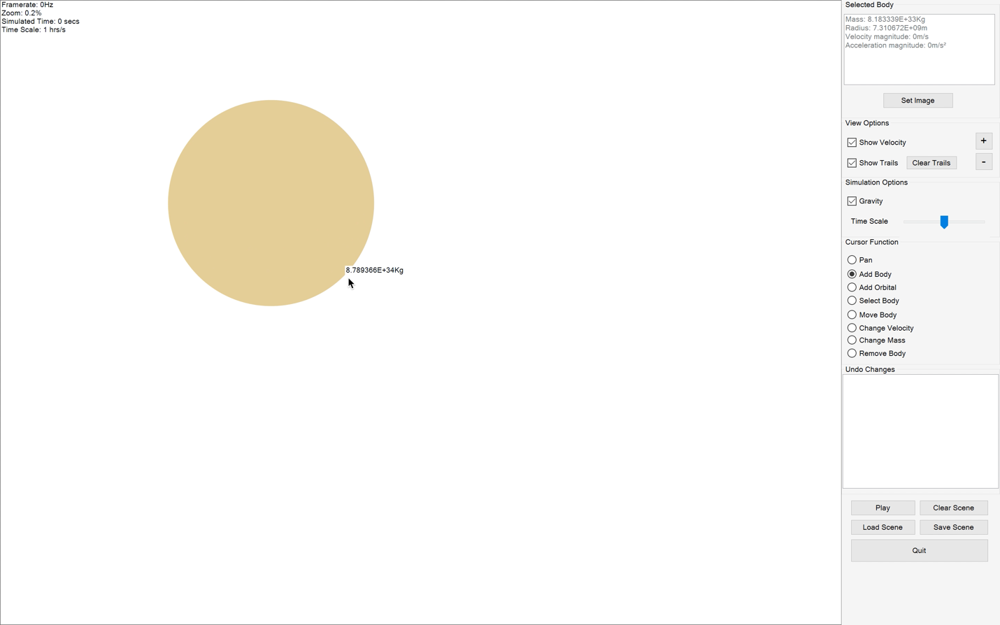 Framerate: 0Hz
Zoom: 0.2%
Simulated Time: 0 secs
Time Scale: 1 hrs/s
8.789366E+34Kg
Selected Body
Mass: 8.183339E+33Kg
Radius: 7.310672E+09m
Velocity magnitude: 0m/s
Acceleration magnitude: 0m/s²
Set Image
View Options
Show Velocity
+
Show Trails
Clear Trails
-
Simulation Options
Gravity
Time Scale
Cursor Function
Pan
Add Body
Add Orbital
Select Body
Move Body
Change Velocity
Change Mass
Remove Body
Undo Changes
Play
Clear Scene
Load Scene
Save Scene
Quit